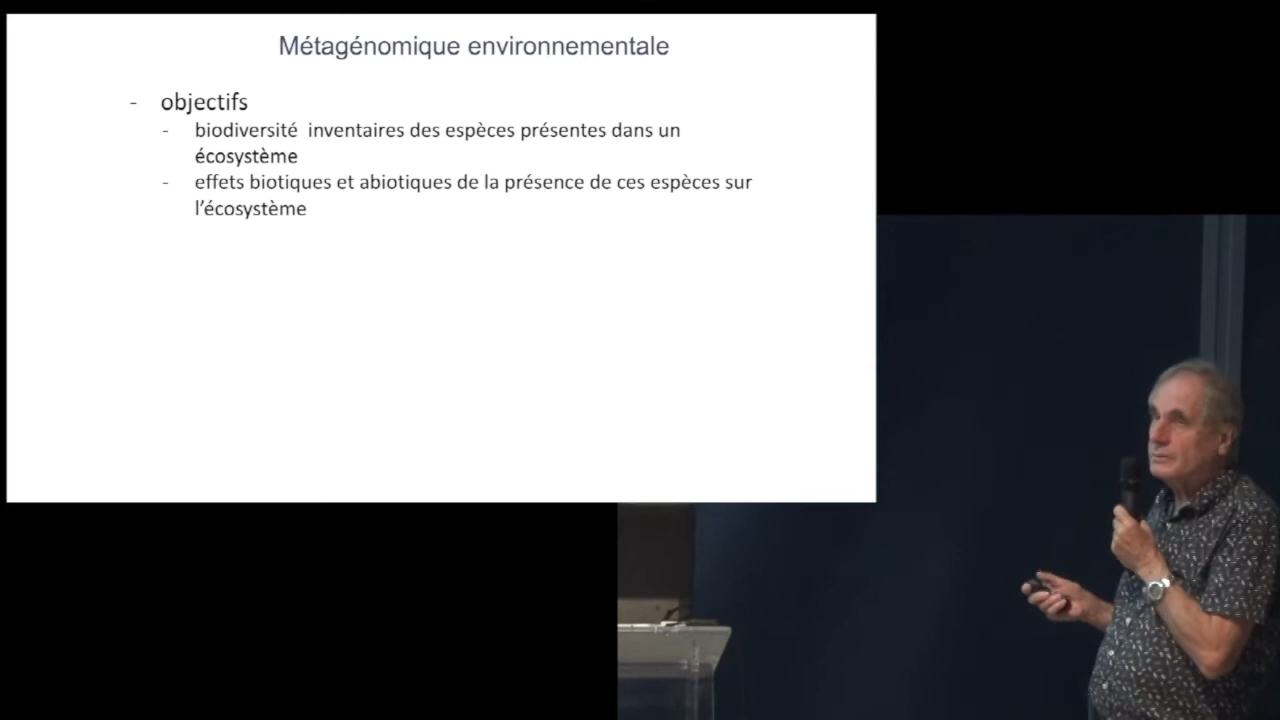 Métagénomique environnementale
- objectifs
- biodiversité inventaires des espèces présentes dans un
écosystème
- effets biotiques et abiotiques de la présence de ces espèces sur
l’écosystème